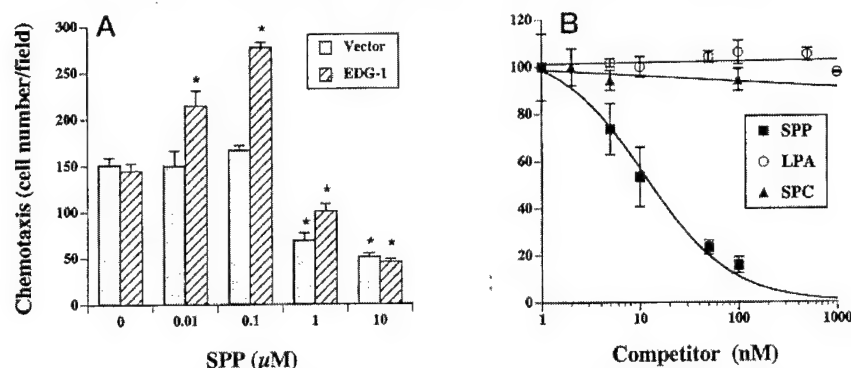 A
Chemotaxis (cell number/field)
300
250
200
150
100
50
0
Vector
EDG-1
*
*
*
*
*
*
0
0.01
0.1
1
10
SPP (μM)
B
120
100
80
60
40
20
0
SPP
LPA
SPC
1
10
100
1000
Competitor (nM)